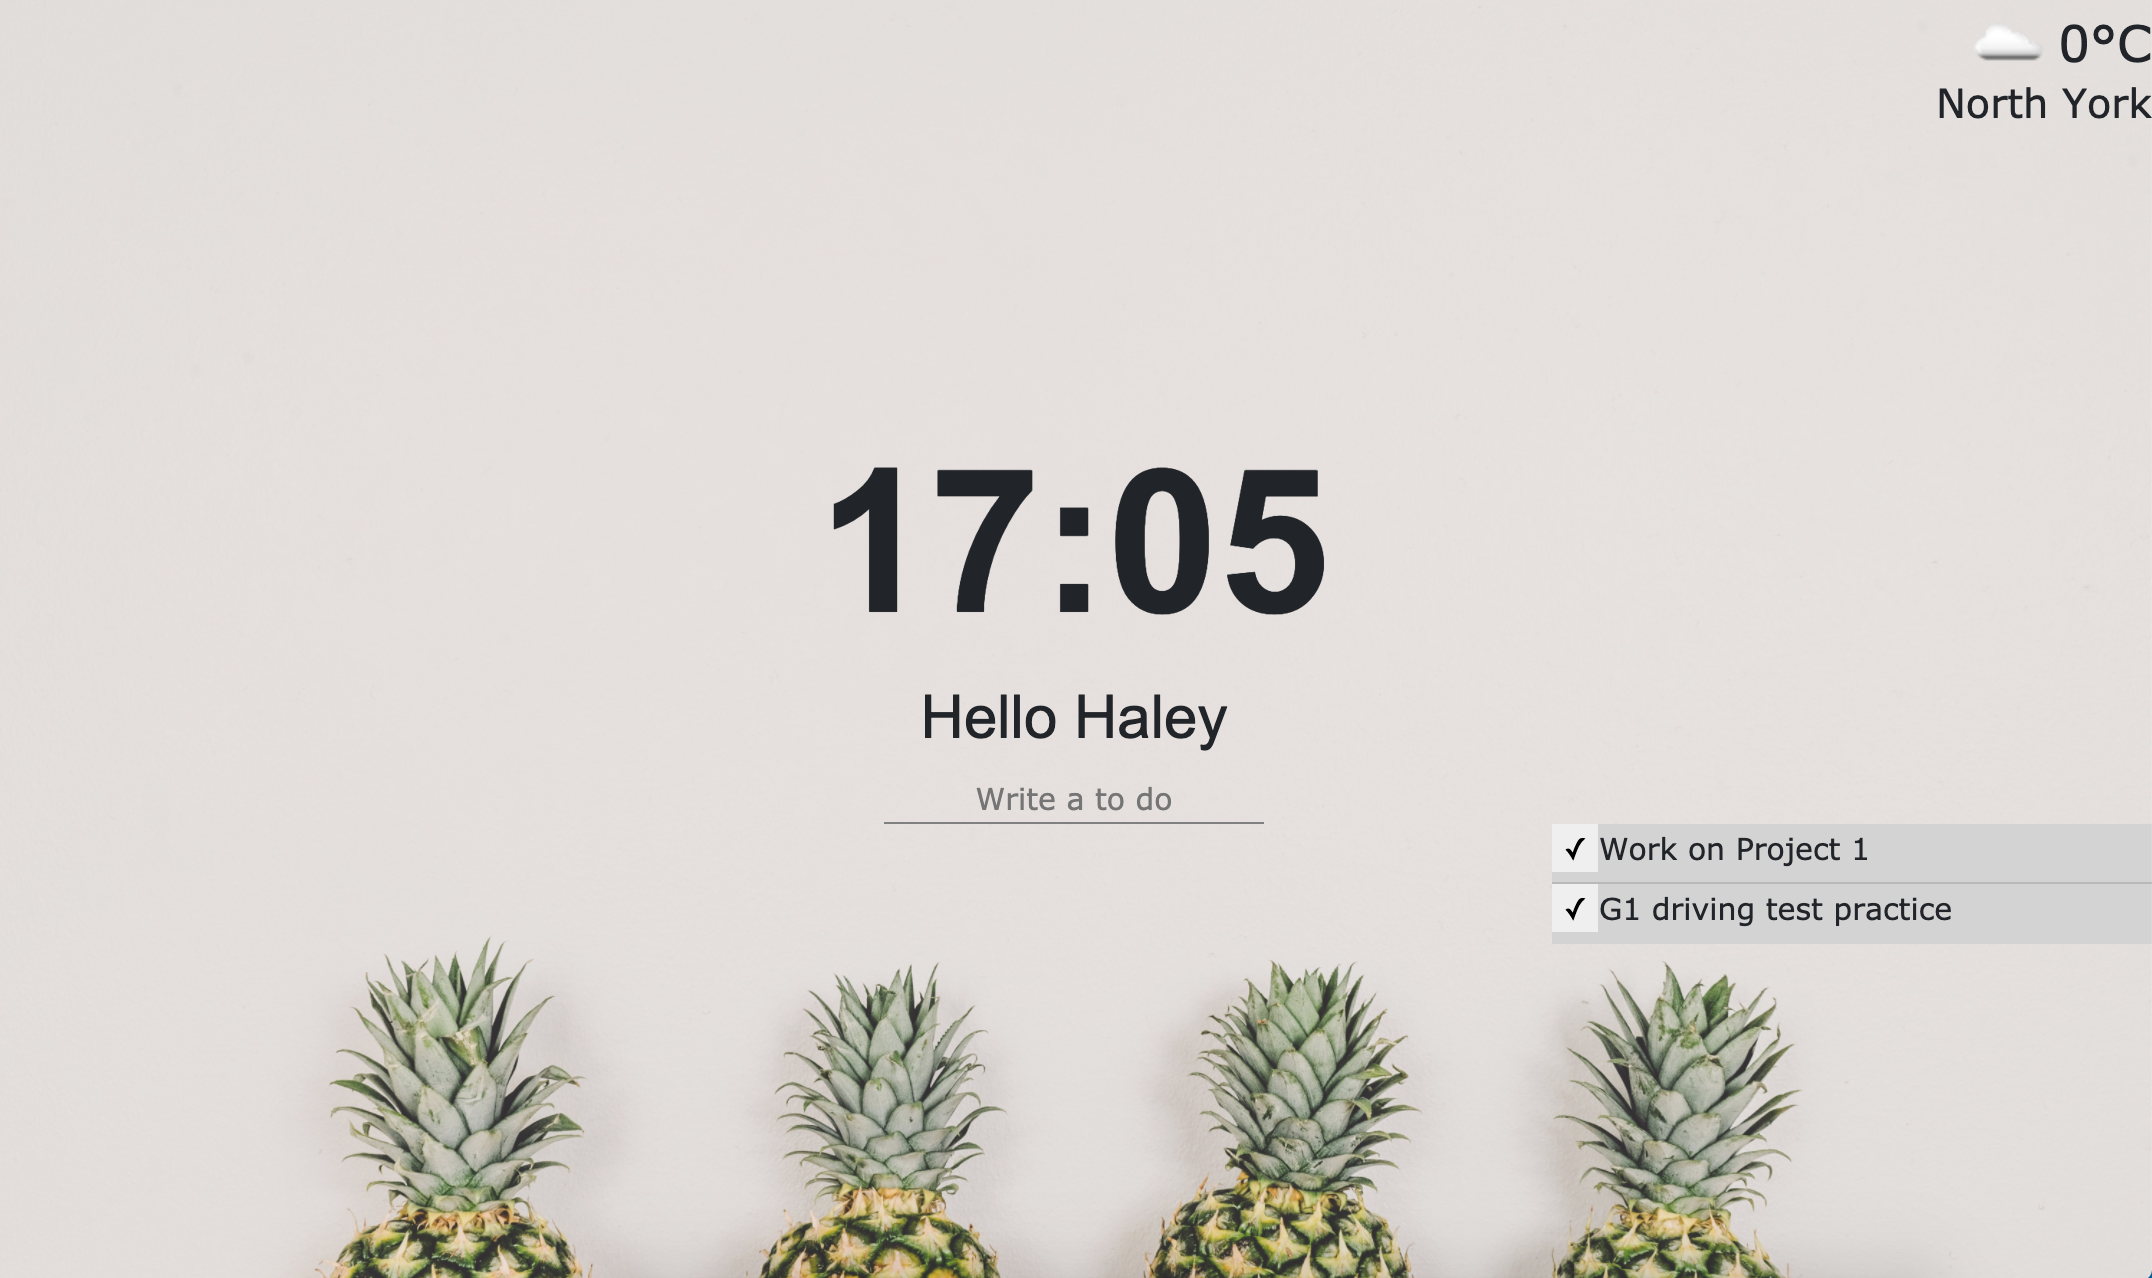 0°C
North York
17:05
Hello Haley
Write a to do
✓ Work on Project 1
✓ G1 driving test practice